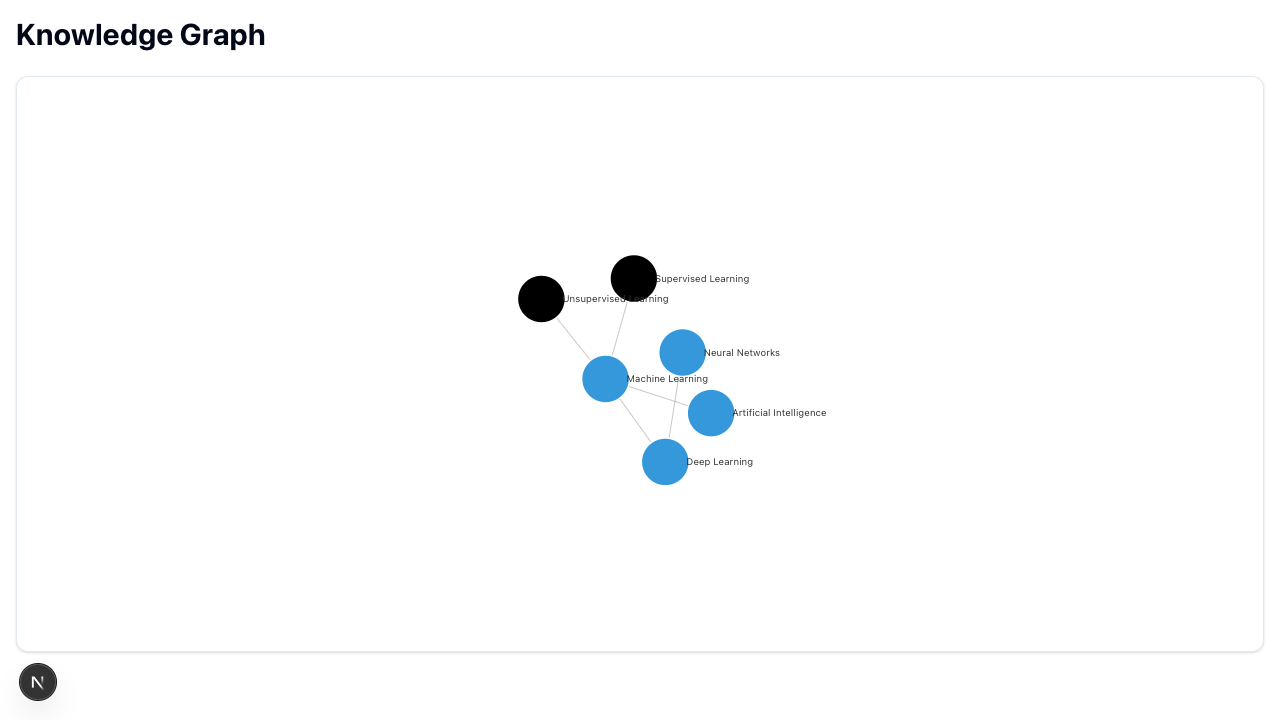 Knowledge Graph
Supervised Learning
Unsupervised Learning
Neural Networks
Machine Learning
Artificial Intelligence
Deep Learning
N